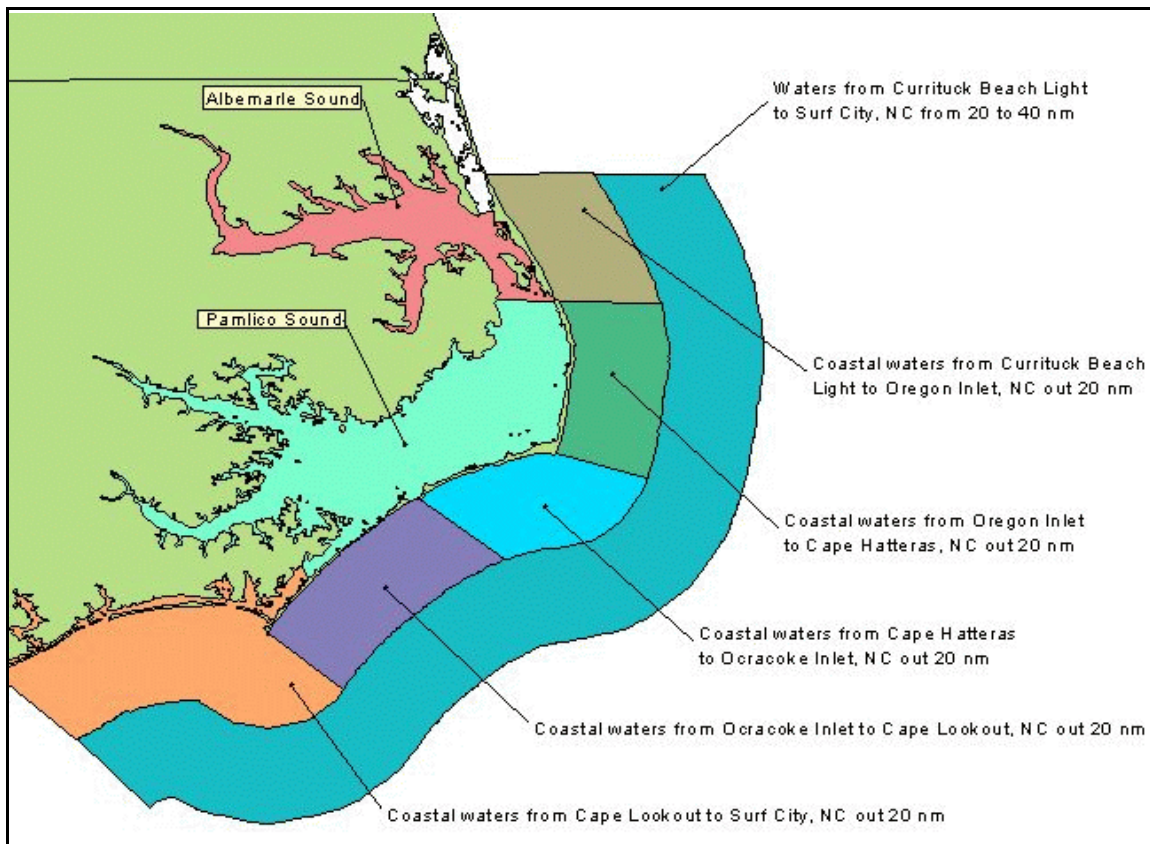 Albemarle Sound
Waters from Currituck Beach Light
to Surf City, NC from 20 to 40 nm
Pamlico Sound
Coastal waters from Currituck Beach
Light to Oregon Inlet, NC out 20 nm
Coastal waters from Oregon Inlet
to Cape Hatteras, NC out 20 nm
Coastal waters from Cape Hatteras
to Ocracoke Inlet, NC out 20 nm
Coastal waters from Ocracoke Inlet to Cape Lookout, NC out 20 nm
Coastal waters from Cape Lookout to Surf City, NC out 20 nm